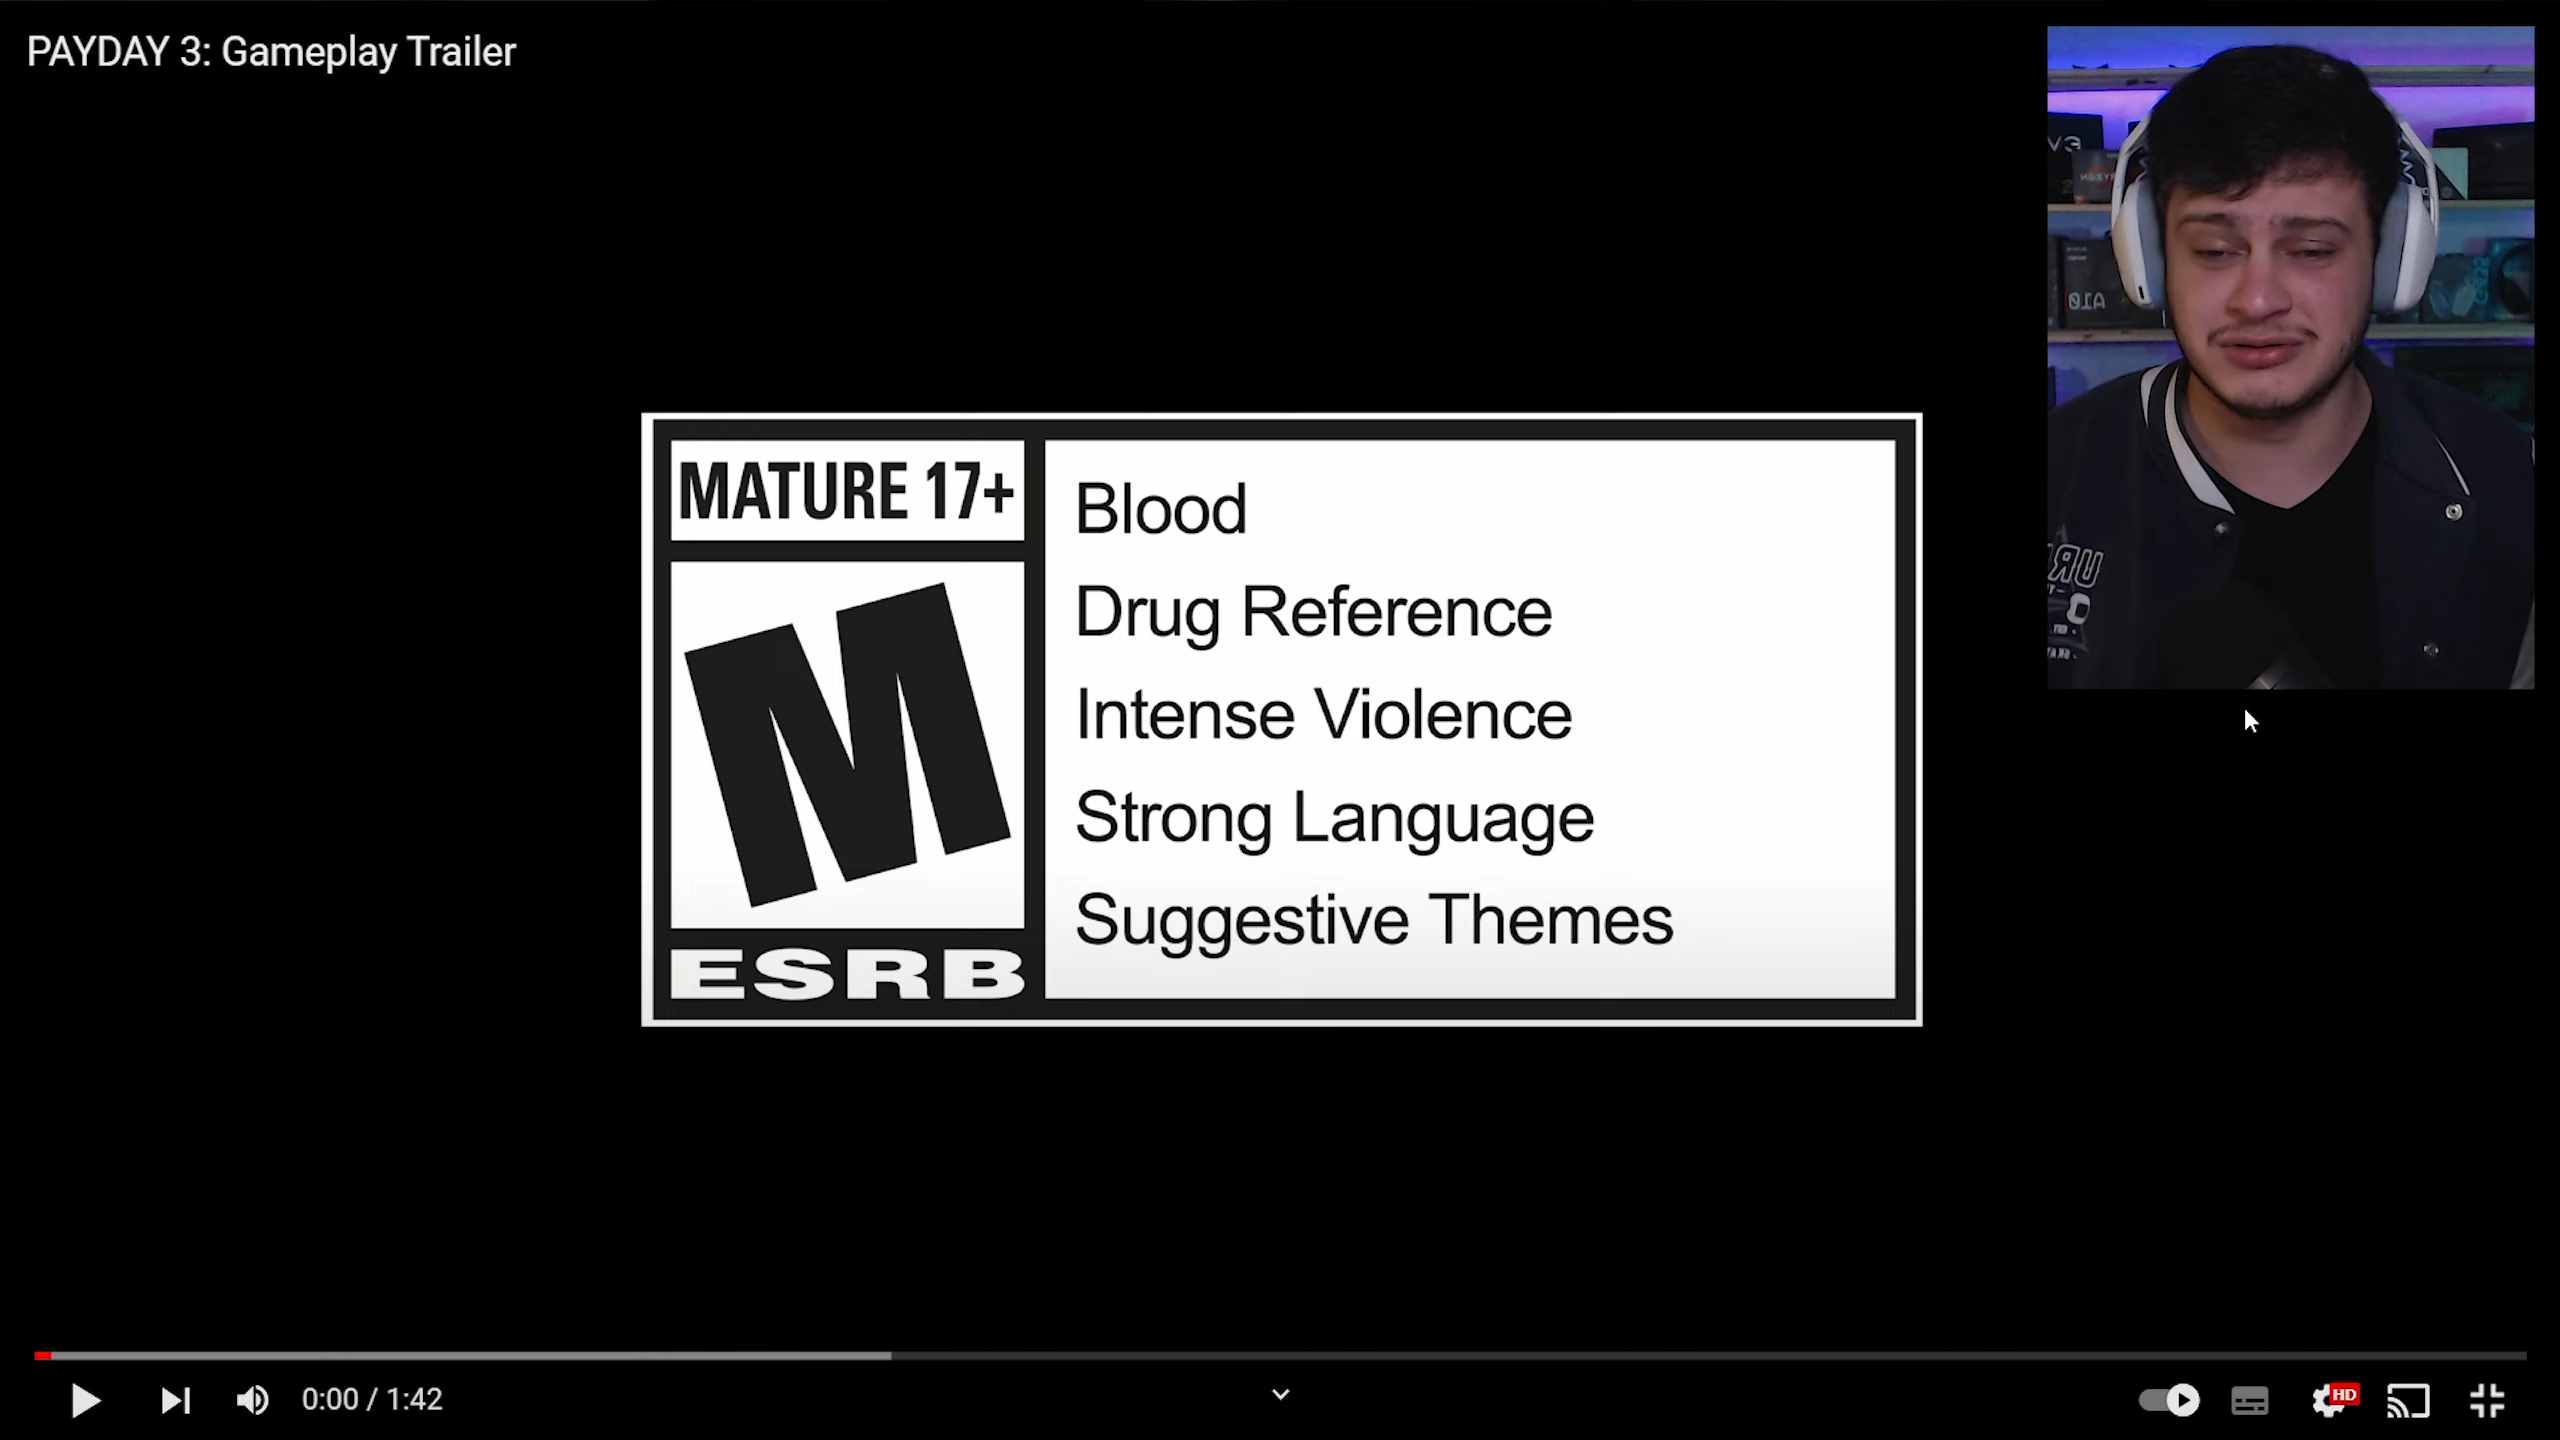 PAYDAY 3: Gameplay Trailer
MATURE 17+
M
ESRB
Blood
Drug Reference
Intense Violence
Strong Language
Suggestive Themes
A10
0:00 / 1:42
HD